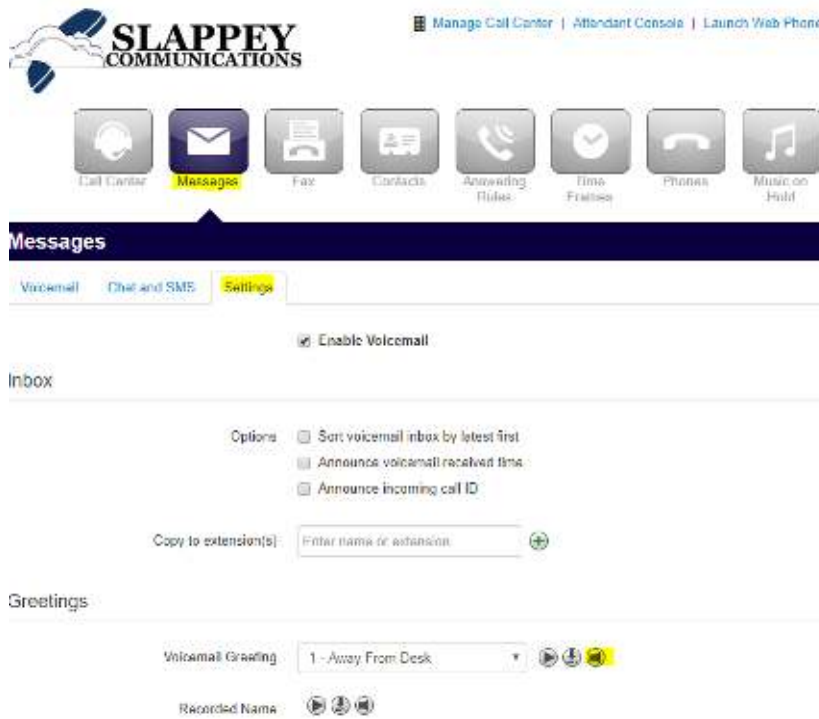 Manage Call Center | Attendant Console | Launch Web Phone
SLAPPEY
COMMUNICATIONS
Call Center
Messages
Fax
Contacts
Answering Rules
Time Frames
Phones
Music on Hold
Messages
Voicemail
Chat and SMS
Settings
Enable Voicemail
Inbox
Options
Sort voicemail inbox by latest first
Announce voicemail received time
Announce incoming call ID
Copy to extension(s)
Enter name or extension
Greetings
Voicemail Greeting
1 - Away From Desk
Recorded Name